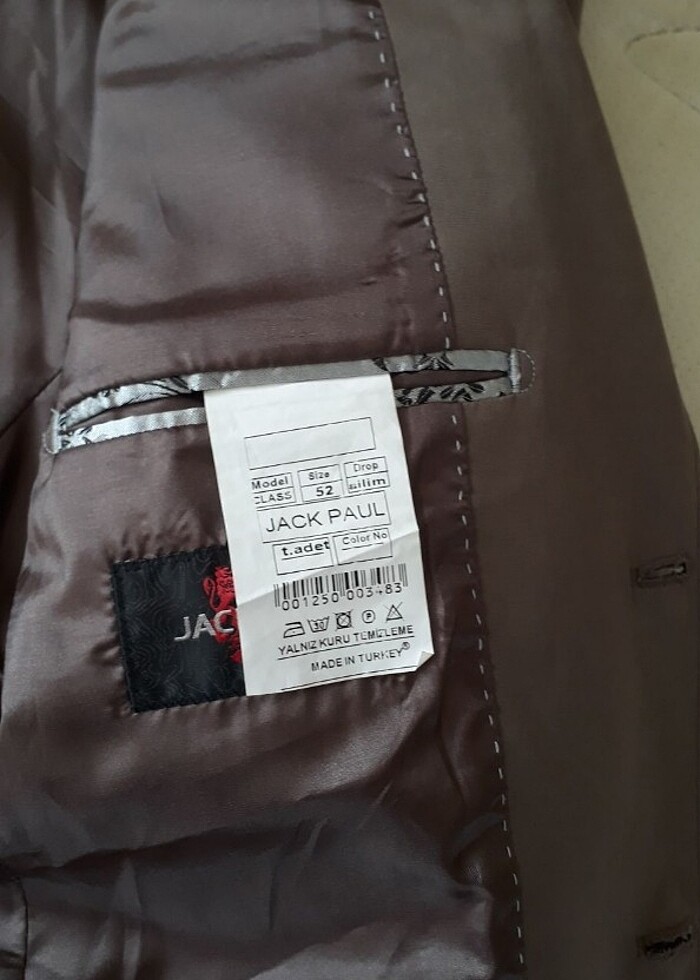 Model Size Drop
CLASS 52 silim
JACK PAUL
t.adet Color No
001250 003483
30 P
YALNIZ KURU TEMİZLEME
MADE IN TURKEY®
JAC